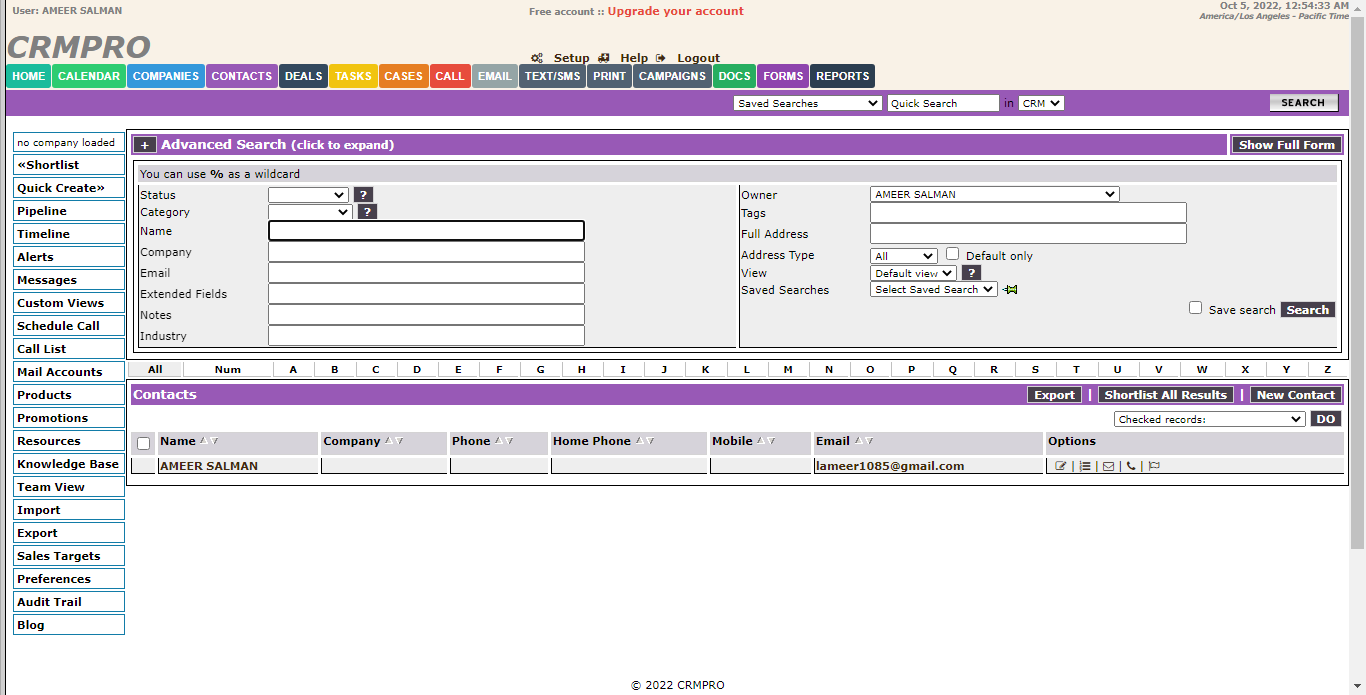 User: AMEER SALMAN
Free account :: Upgrade your account
Oct 5, 2022, 12:54:33 AM
America/Los Angeles - Pacific Time
CRMPRO
Setup Help Logout
HOME CALENDAR COMPANIES CONTACTS DEALS TASKS CASES CALL EMAIL TEXT/SMS PRINT CAMPAIGNS DOCS FORMS REPORTS
Saved Searches Quick Search in CRM SEARCH
no company loaded
«Shortlist
Quick Create»
Pipeline
Timeline
Alerts
Messages
Custom Views
Schedule Call
Call List
Mail Accounts
Products
Promotions
Resources
Knowledge Base
Team View
Import
Export
Sales Targets
Preferences
Audit Trail
Blog
+ Advanced Search (click to expand) Show Full Form
You can use % as a wildcard
Status ?
Category ?
Name
Company
Email
Extended Fields
Notes
Industry
Owner AMEER SALMAN
Tags
Full Address
Address Type All Default only
View Default view ?
Saved Searches Select Saved Search
Save search Search
All Num A B C D E F G H I J K L M N O P Q R S T U V W X Y Z
Contacts Export | Shortlist All Results | New Contact
Checked records: DO
Name Company Phone Home Phone Mobile Email Options
AMEER SALMAN lameer1085@gmail.com | | | |
© 2022 CRMPRO